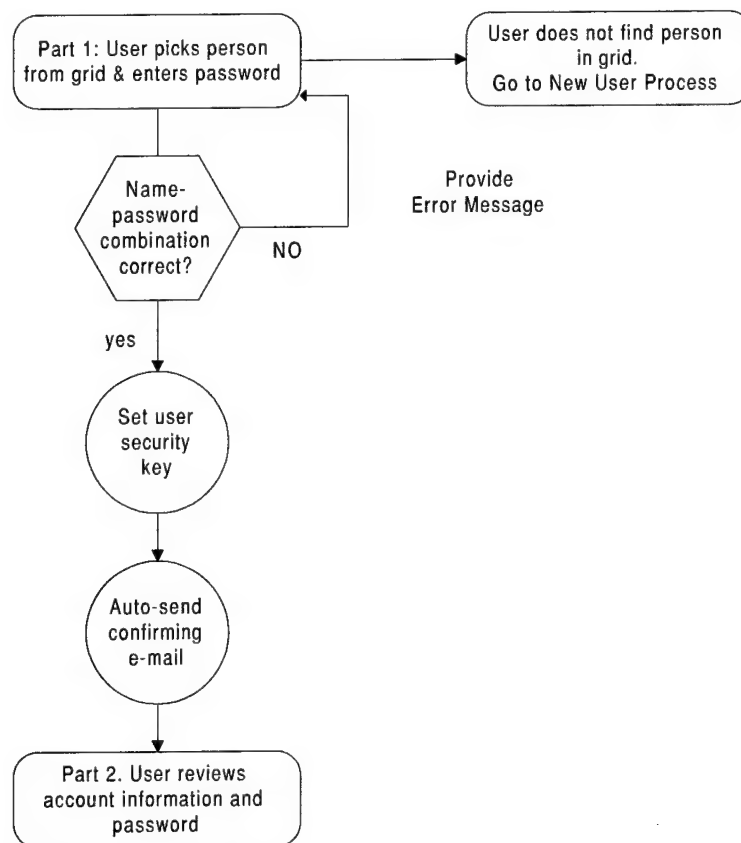 Part 1: User picks person
from grid & enters password
User does not find person
in grid.
Go to New User Process
Name-
password
combination
correct?
NO
Provide
Error Message
yes
Set user
security
key
Auto-send
confirming
e-mail
Part 2. User reviews
account information and
password